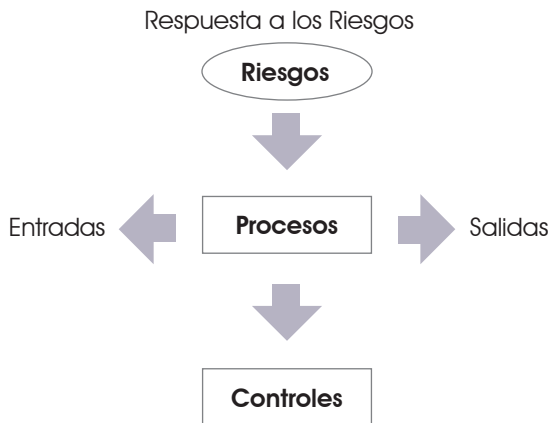 Respuesta a los Riesgos
Riesgos
Entradas
Procesos
Salidas
Controles